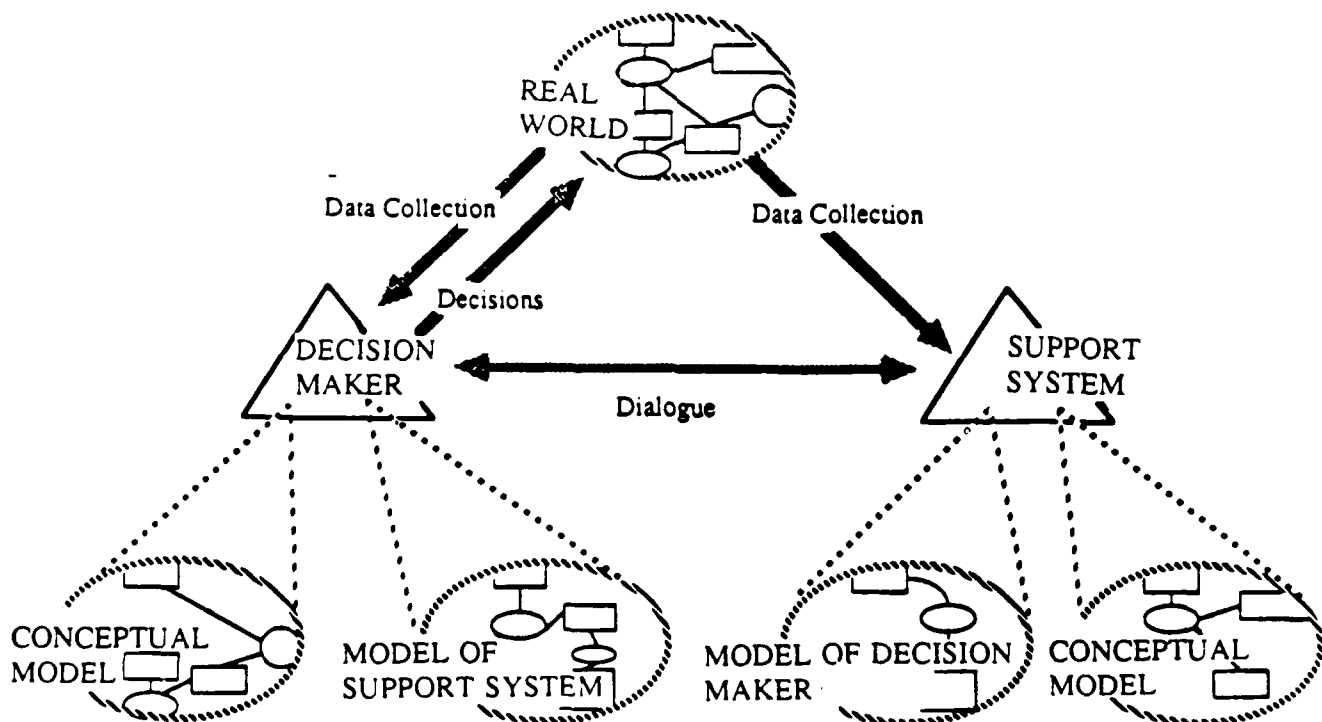 REAL
WORLD
Data Collection
Data Collection
Decisions
DECISION
MAKER
SUPPORT
SYSTEM
Dialogue
CONCEPTUAL
MODEL
MODEL OF
SUPPORT SYSTEM
MODEL OF DECISION
MAKER
CONCEPTUAL
MODEL